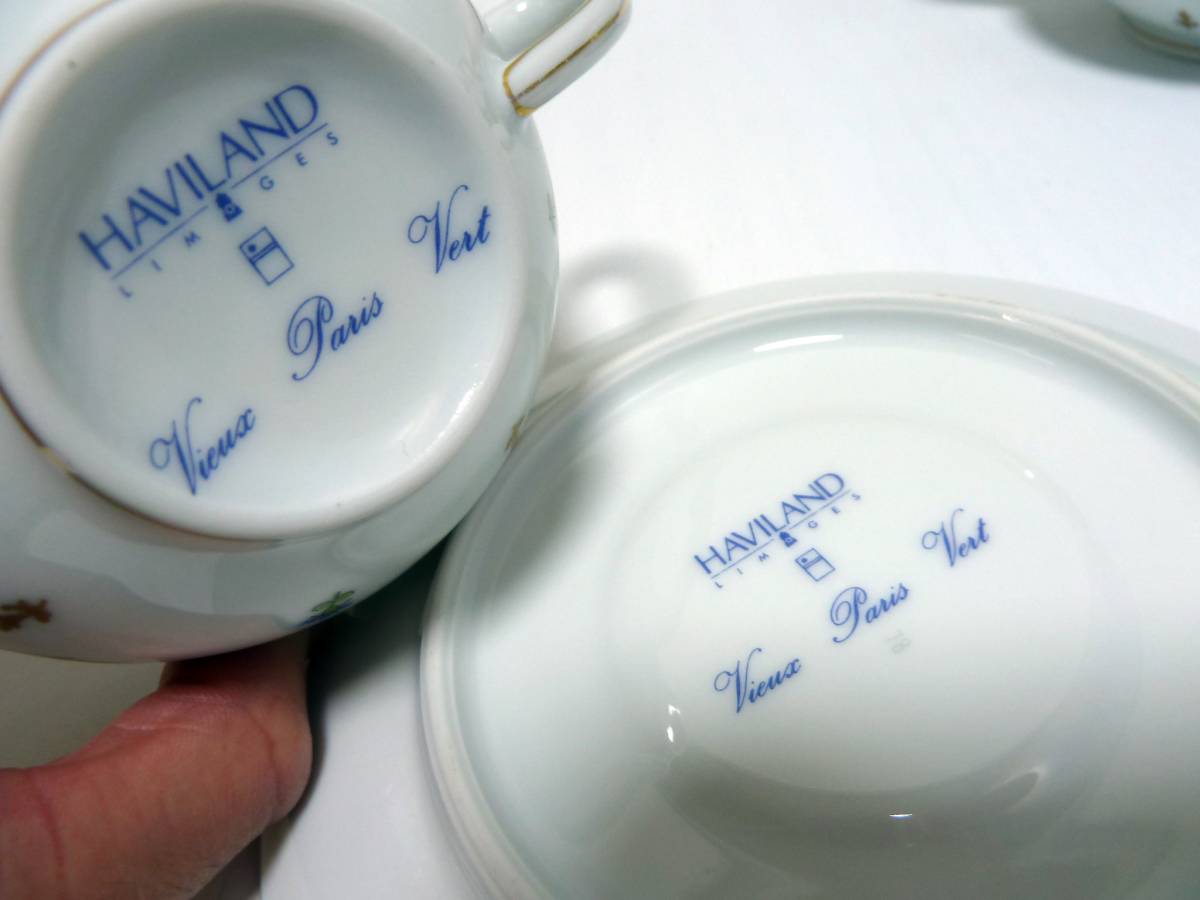 HAVILAND
LIMOGES
Vieux Paris Vert
HAVILAND
LIMOGES
Vieux Paris Vert